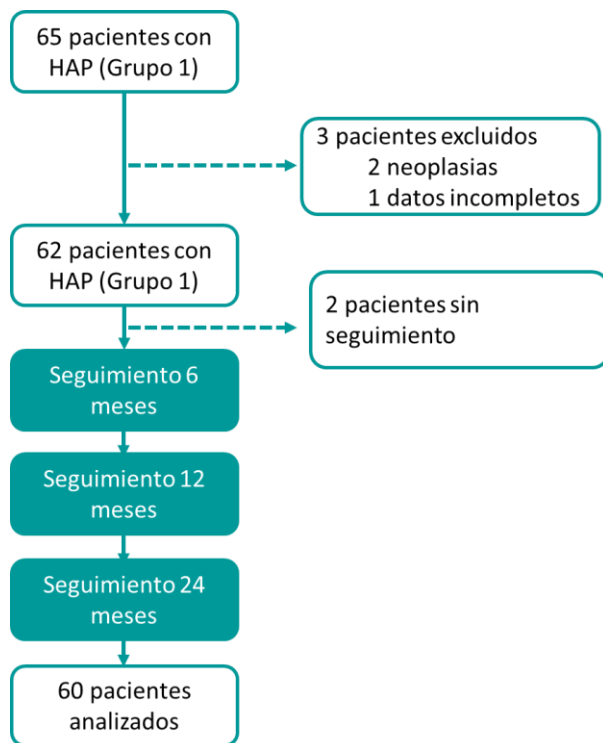 65 pacientes con
HAP (Grupo 1)
3 pacientes excluidos
2 neoplasias
1 datos incompletos
62 pacientes con
HAP (Grupo 1)
2 pacientes sin
seguimiento
Seguimiento 6
meses
Seguimiento 12
meses
Seguimiento 24
meses
60 pacientes
analizados